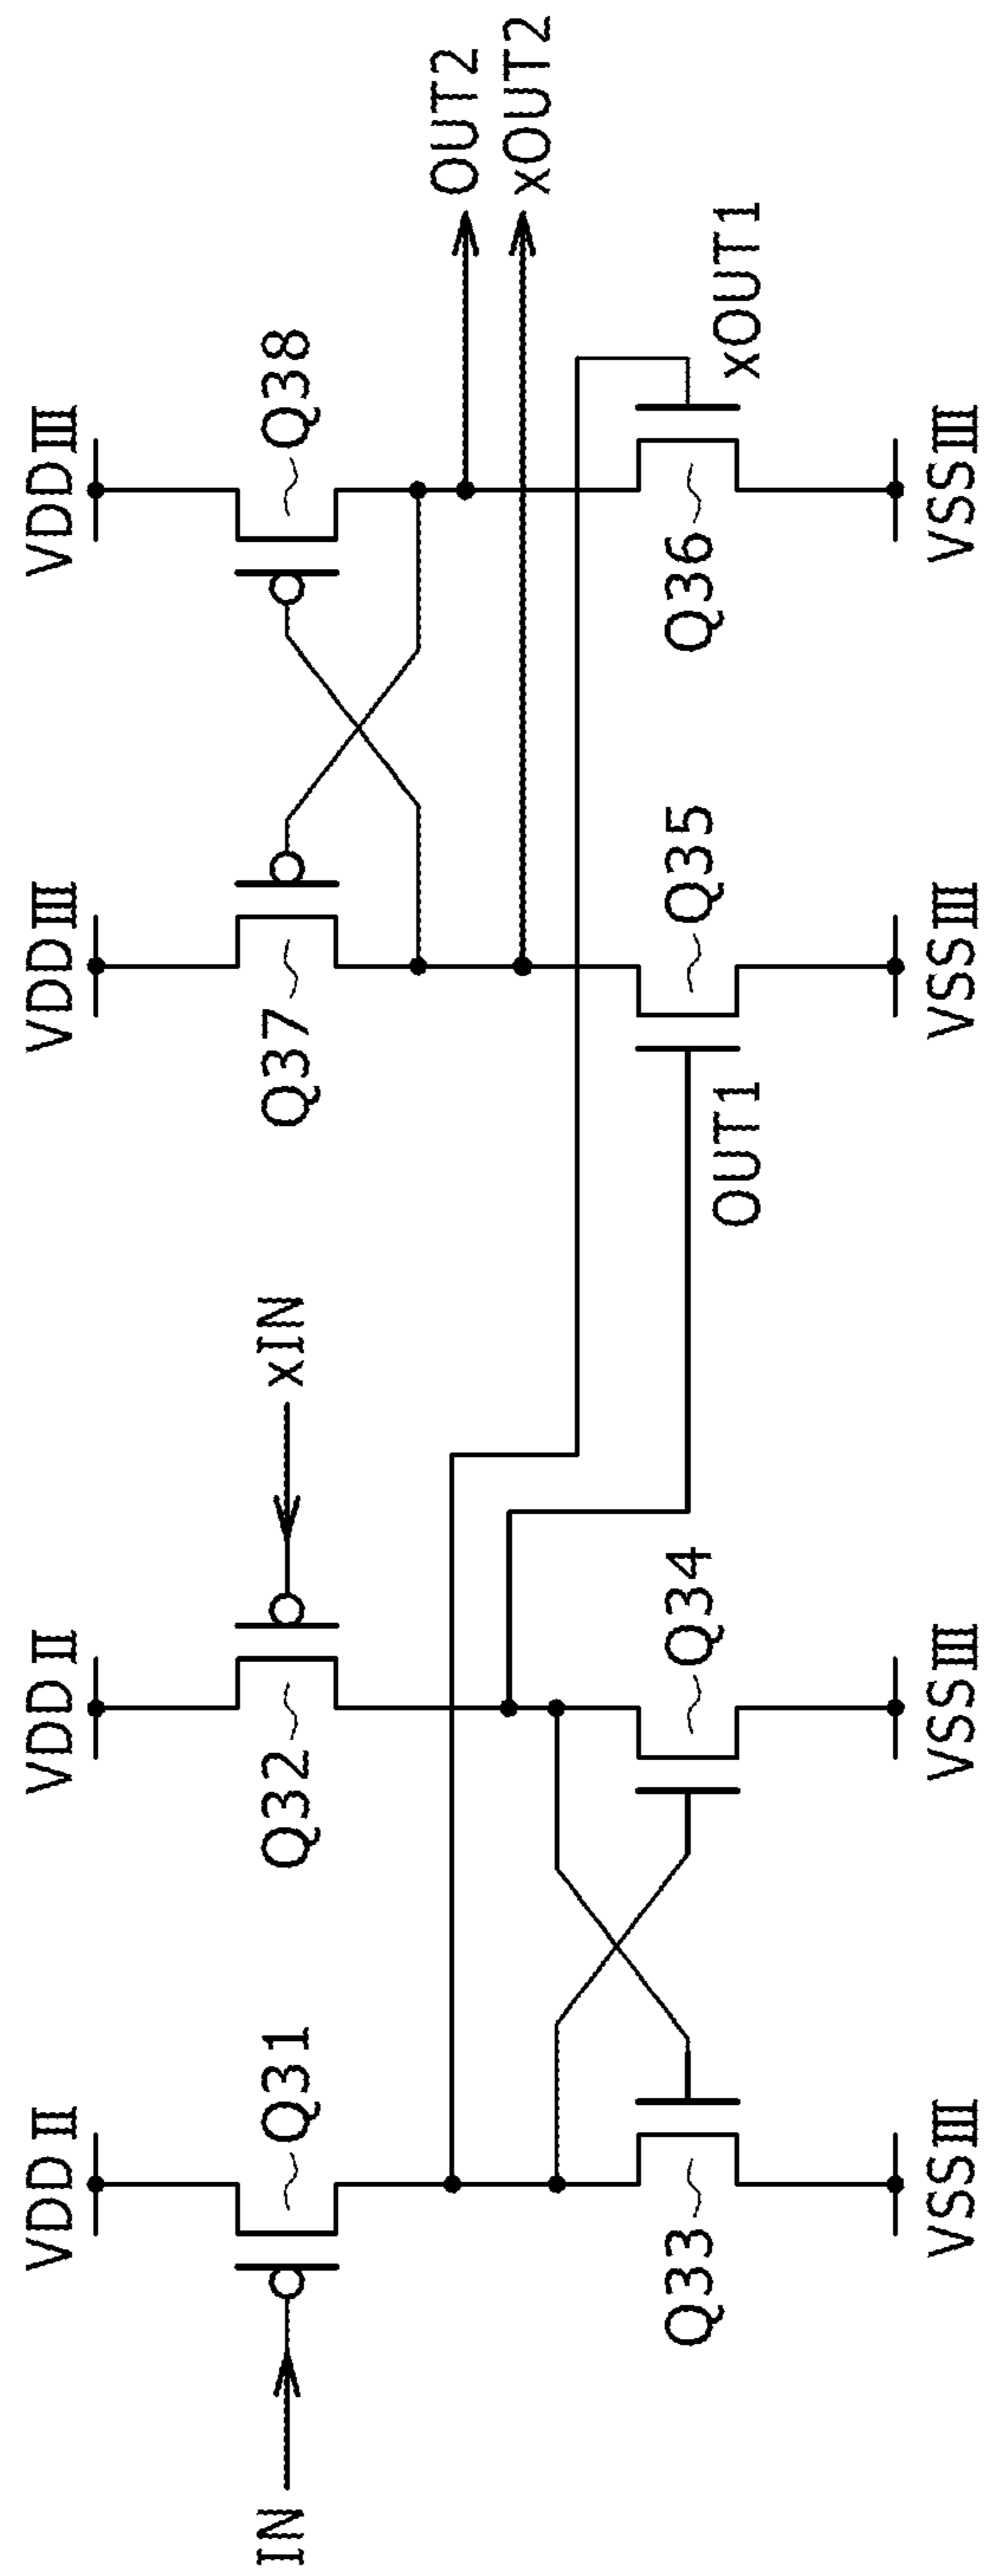 VDDⅡ
VDDⅡ
VDDⅢ
VDDⅢ
IN
Q31
Q32
xIN
Q37
Q38
OUT2
xOUT2
Q33
Q34
OUT1
Q35
Q36
xOUT1
VSSⅢ
VSSⅢ
VSSⅢ
VSSⅢ